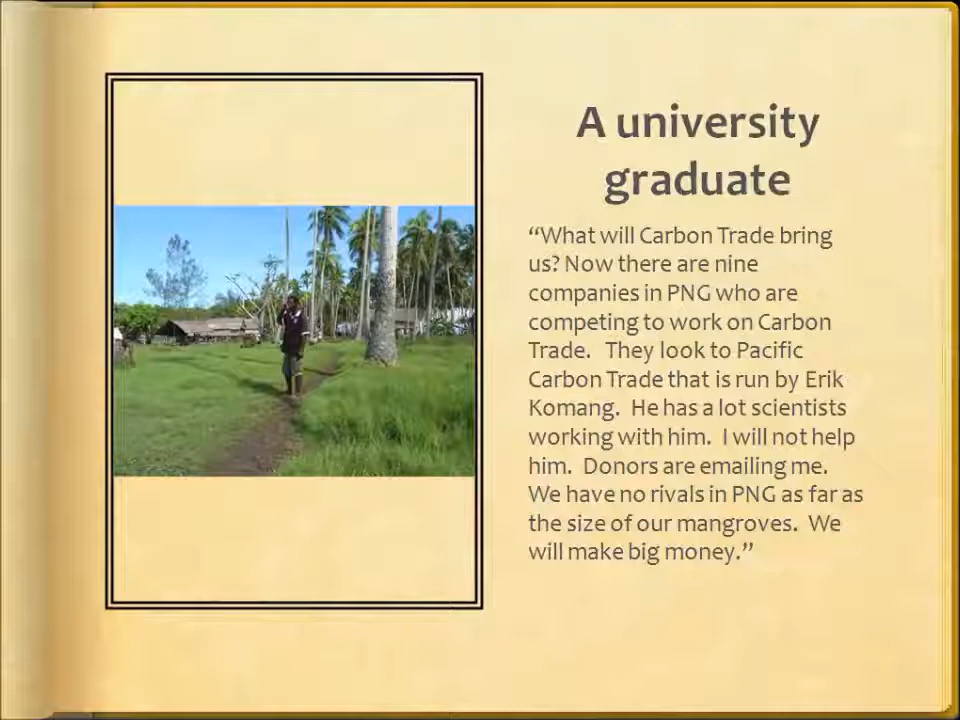 A university
graduate
“What will Carbon Trade bring
us? Now there are nine
companies in PNG who are
competing to work on Carbon
Trade.   They look to Pacific
Carbon Trade that is run by Erik
Komang.  He has a lot scientists
working with him.  I will not help
him.  Donors are emailing me.
We have no rivals in PNG as far as
the size of our mangroves.  We
will make big money.”